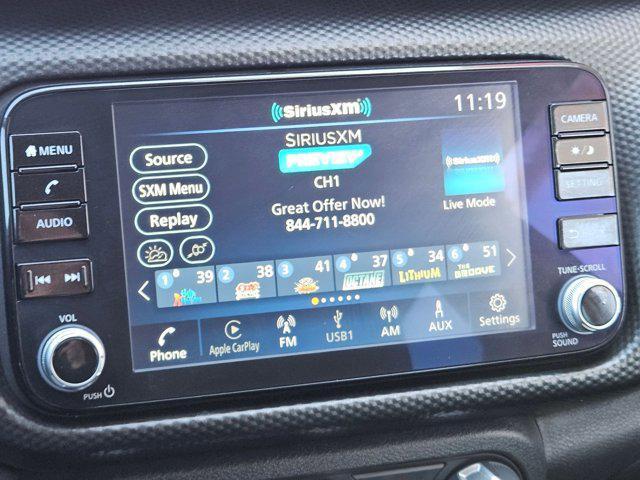 SiriusXm
11:19
MENU
AUDIO
VOL
PUSH
Source
SXM Menu
Replay
SIRIUSXM
PREVIEW
CH1
Great Offer Now!
844-711-8800
SiriusXm
Live Mode
1 39
2 38
3 41
4 37
OCTANE
5 34
LITHIUM
6 51
THE GROOVE
Phone
Apple CarPlay
FM
USB1
AM
AUX
Settings
CAMERA
SETTING
TUNE·SCROLL
PUSH
SOUND